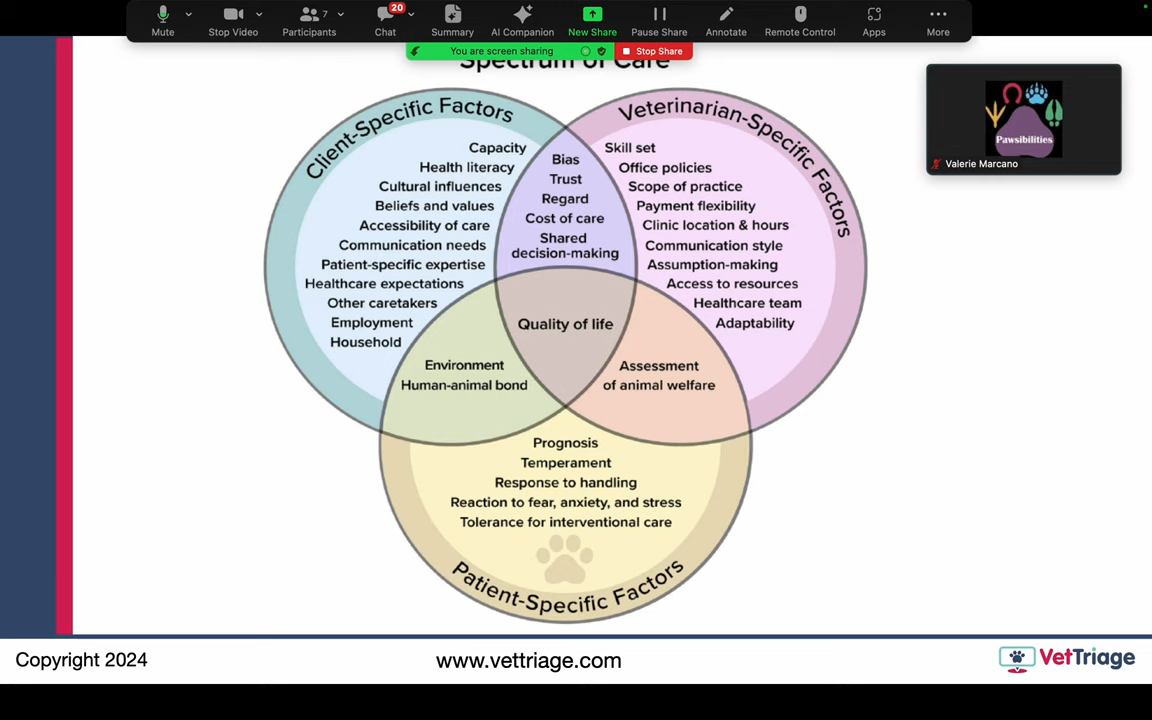 20
7
Mute
Stop Video
Participants
Chat
Summary
AI Companion
New Share
Pause Share
Annotate
Remote Control
Apps
More
You are screen sharing
Stop Share
Spectrum of Care
Pawsibilities
Valerie Marcano
Client-Specific Factors
Capacity
Health literacy
Cultural influences
Beliefs and values
Accessibility of care
Communication needs
Patient-specific expertise
Healthcare expectations
Other caretakers
Employment
Household
Bias
Trust
Regard
Cost of care
Shared
decision-making
Veterinarian-Specific Factors
Skill set
Office policies
Scope of practice
Payment flexibility
Clinic location & hours
Communication style
Assumption-making
Access to resources
Healthcare team
Adaptability
Quality of life
Environment
Human-animal bond
Assessment
of animal welfare
Prognosis
Temperament
Response to handling
Reaction to fear, anxiety, and stress
Tolerance for interventional care
Patient-Specific Factors
Copyright 2024
www.vettriage.com
VetTriage